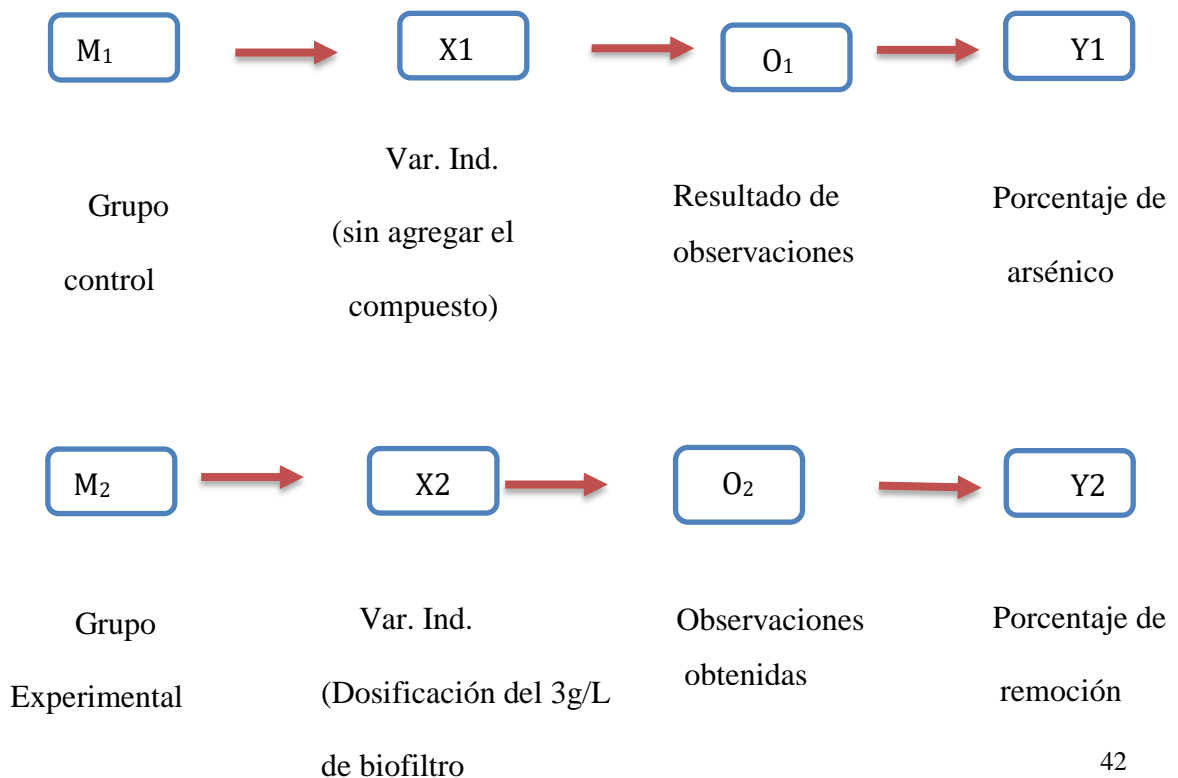 M₁
X1
O₁
Y1
Grupo
control
Var. Ind.
(sin agregar el
compuesto)
Resultado de
observaciones
Porcentaje de
arsénico
M₂
X2
O₂
Y2
Grupo
Experimental
Var. Ind.
(Dosificación del 3g/L
de biofiltro
Observaciones
obtenidas
Porcentaje de
remoción
42